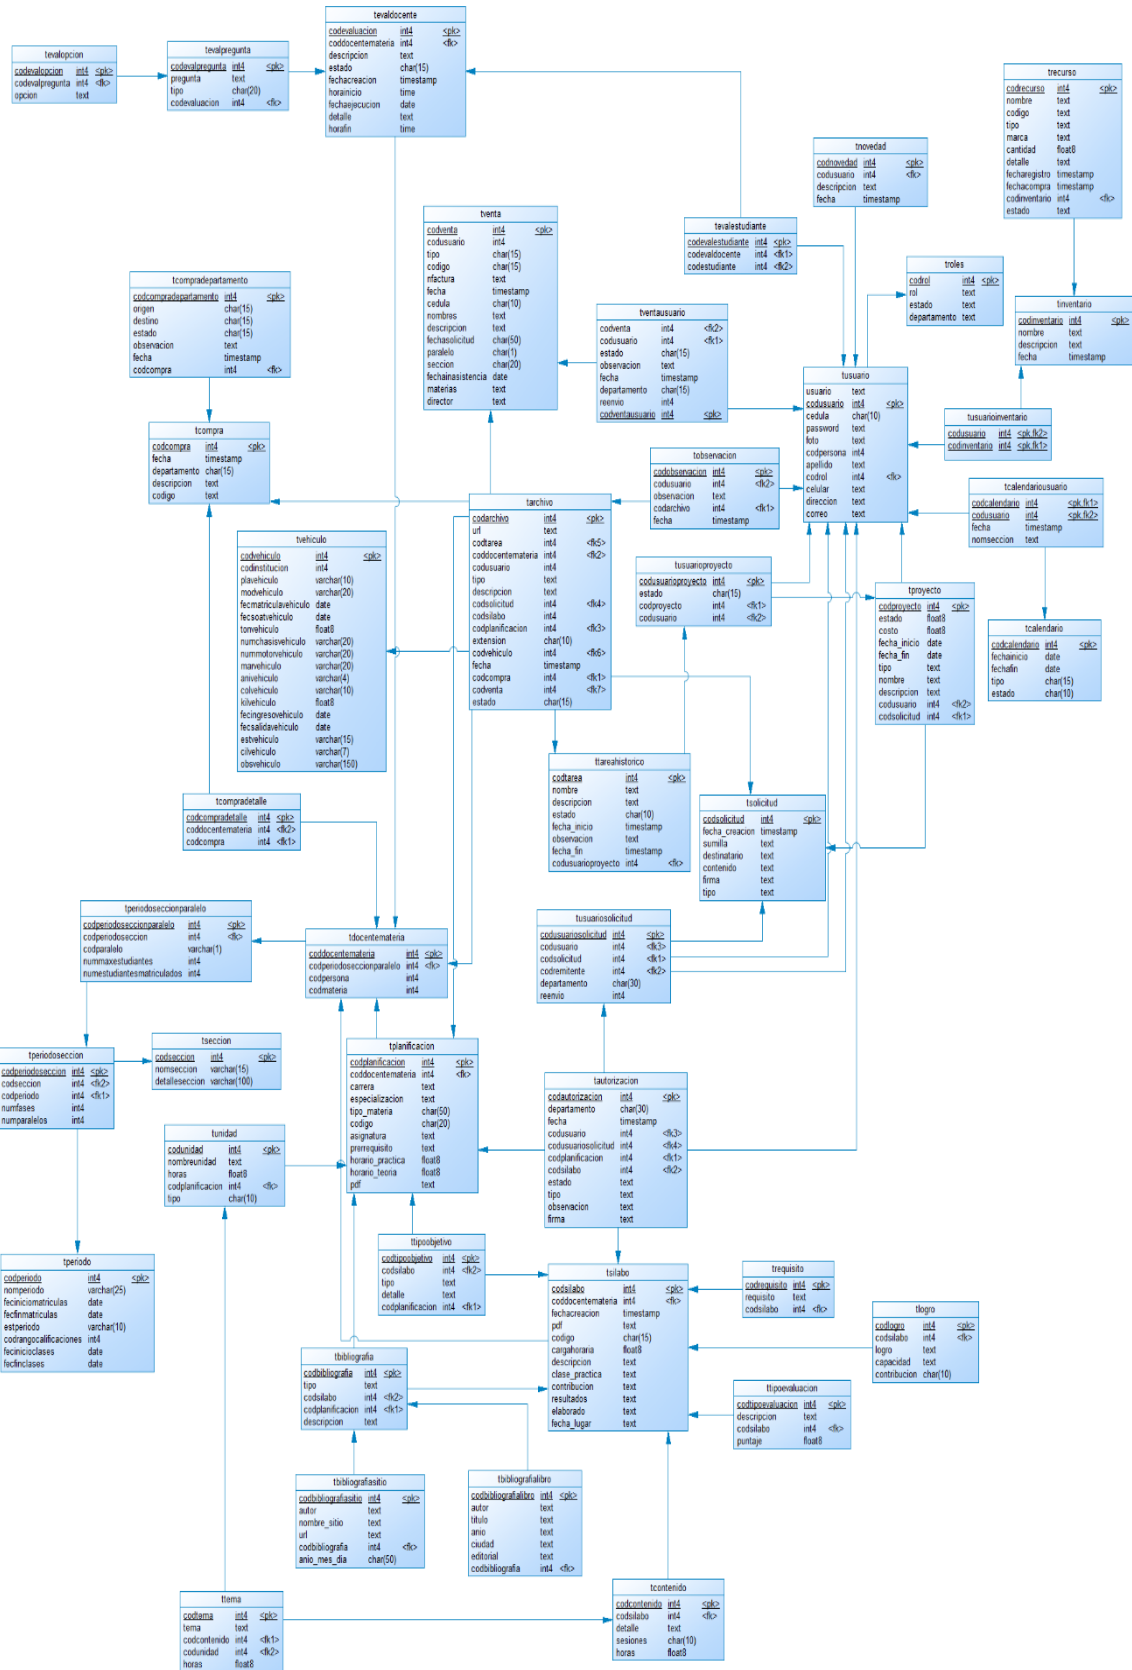 tevaldocente
codevaluacion int4 <pk>
coddocentemateria int4 <fk>
descripcion text
estado char(15)
fechacreacion timestamp
horainicio time
fechaejecucion date
detalle text
horafin time
tevalopcion
codevalopcion int4 <pk>
codevalpregunta int4 <fk>
opcion text
tevalpregunta
codevalpregunta int4 <pk>
pregunta text
tipo char(20)
codevaluacion int4 <fk>
trecurso
codrecurso int4 <pk>
nombre text
codigo text
tipo text
marca text
cantidad float8
detalle text
fecharegistro timestamp
fechacompra timestamp
codinventario int4 <fk>
estado text
tnovedad
codnovedad int4 <pk>
codusuario int4 <fk>
descripcion text
fecha timestamp
tventa
codventa int4 <pk>
codusuario int4
tipo char(15)
codigo char(15)
nfactura text
fecha timestamp
cedula char(10)
nombres text
descripcion text
fechasolicitud char(50)
paralelo char(1)
seccion char(20)
fechainasistencia date
materias text
director text
tevalestudiante
codevalestudiante int4 <pk>
codevaldocente int4 <fk1>
codestudiante int4 <fk2>
troles
codrol int4 <pk>
rol text
estado text
departamento text
tcompradepartamento
codcompradepartamento int4 <pk>
origen char(15)
destino char(15)
estado char(15)
observacion text
fecha timestamp
codcompra int4 <fk>
tventausuario
codventa int4 <fk2>
codusuario int4 <fk1>
estado char(15)
observacion text
fecha timestamp
departamento char(15)
reenvio int4
codventausuario int4 <pk>
tinventario
codinventario int4 <pk>
nombre text
descripcion text
fecha timestamp
tusuario
usuario text
codusuario int4 <pk>
cedula char(10)
password text
foto text
codpersona int4
apellido text
codrol int4 <fk>
celular text
direccion text
correo text
tusuarioinventario
codusuario int4 <pk,fk2>
codinventario int4 <pk,fk1>
tcompra
codcompra int4 <pk>
fecha timestamp
departamento char(15)
descripcion text
codigo text
tobservacion
codobservacion int4 <pk>
codusuario int4 <fk2>
observacion text
codarchivo int4 <fk1>
fecha timestamp
tcalendariousuario
codcalendario int4 <pk,fk1>
codusuario int4 <pk,fk2>
fecha timestamp
nomseccion text
tarchivo
codarchivo int4 <pk>
url text
codtarea int4 <fk5>
coddocentemateria int4 <fk2>
codusuario int4
tipo text
descripcion text
codsolicitud int4 <fk4>
codsilabo int4
codplanificacion int4 <fk3>
extension char(10)
codvehiculo int4 <fk6>
fecha timestamp
codcompra int4 <fk1>
codventa int4 <fk7>
estado char(15)
tvehiculo
codvehiculo int4 <pk>
codinstitucion int4
plavehiculo varchar(10)
modvehiculo varchar(20)
fecmatriculavehiculo date
fecsoatvehiculo date
tonvehiculo float8
numchasisvehiculo varchar(20)
nummotorvehiculo varchar(20)
marvehiculo varchar(20)
anivehiculo varchar(4)
colvehiculo varchar(10)
kilvehiculo float8
fecingresovehiculo date
fecsalidavehiculo date
estvehiculo varchar(15)
cilvehiculo varchar(7)
obsvehiculo varchar(150)
tusuarioproyecto
codusuarioproyecto int4 <pk>
estado char(15)
codproyecto int4 <fk1>
codusuario int4 <fk2>
tproyecto
codproyecto int4 <pk>
estado float8
costo float8
fecha_inicio date
fecha_fin date
tipo text
nombre text
descripcion text
codusuario int4 <fk2>
codsolicitud int4 <fk1>
tcalendario
codcalendario int4 <pk>
fechainicio date
fechafin date
tipo char(15)
estado char(10)
ttareahistorico
codtarea int4 <pk>
nombre text
descripcion text
estado char(10)
fecha_inicio timestamp
observacion text
fecha_fin timestamp
codusuarioproyecto int4 <fk>
tsolicitud
codsolicitud int4 <pk>
fecha_creacion timestamp
sumilla text
destinatario text
contenido text
firma text
tipo text
tcompradetalle
codcompradetalle int4 <pk>
coddocentemateria int4 <fk2>
codcompra int4 <fk1>
tperiodoseccionparalelo
codperiodoseccionparalelo int4 <pk>
codperiodoseccion int4 <fk>
codparalelo varchar(1)
nummaxestudiantes int4
numestudiantesmatriculados int4
tdocentemateria
coddocentemateria int4 <pk>
codperiodoseccionparalelo int4 <fk>
codpersona int4
codmateria int4
tusuariosolicitud
codusuariosolicitud int4 <pk>
codusuario int4 <fk3>
codsolicitud int4 <fk1>
codremitente int4 <fk2>
departamento char(30)
reenvio int4
tperiodoseccion
codperiodoseccion int4 <pk>
codseccion int4 <fk2>
codperiodo int4 <fk1>
numfases int4
numparalelos int4
tseccion
codseccion int4 <pk>
nomseccion varchar(15)
detalleseccion varchar(100)
tplanificacion
codplanificacion int4 <pk>
coddocentemateria int4 <fk>
carrera text
especializacion text
tipo_materia char(50)
codigo char(20)
asignatura text
prerrequisito text
horario_practica float8
horario_teoria float8
pdf text
tautorizacion
codautorizacion int4 <pk>
departamento char(30)
fecha timestamp
codusuario int4 <fk3>
codusuariosolicitud int4 <fk4>
codplanificacion int4 <fk1>
codsilabo int4 <fk2>
estado text
tipo text
observacion text
firma text
tunidad
codunidad int4 <pk>
nombreunidad text
horas float8
codplanificacion int4 <fk>
tipo char(10)
ttipoobjetivo
codtipoobjetivo int4 <pk>
codsilabo int4 <fk2>
tipo text
detalle text
codplanificacion int4 <fk1>
tperiodo
codperiodo int4 <pk>
nomperiodo varchar(25)
feciniciomatriculas date
fecfinmatriculas date
estperiodo varchar(10)
codrangocalificaciones int4
fecinicioclases date
fecfinclases date
tsilabo
codsilabo int4 <pk>
coddocentemateria int4 <fk>
fechacreacion timestamp
pdf text
codigo char(15)
cargahoraria float8
descripcion text
clase_practica text
contribucion text
resultados text
elaborado text
fecha_lugar text
trequisito
codrequisito int4 <pk>
requisito text
codsilabo int4 <fk>
tlogro
codlogro int4 <pk>
codsilabo int4 <fk>
logro text
capacidad text
contribucion char(10)
tbibliografia
codbibliografia int4 <pk>
tipo text
codsilabo int4 <fk2>
codplanificacion int4 <fk1>
descripcion text
ttipoevaluacion
codtipoevaluacion int4 <pk>
descripcion text
codsilabo int4 <fk>
puntaje float8
tbibliografiasitio
codbibliografiasitio int4 <pk>
autor text
nombre_sitio text
url text
codbibliografia int4 <fk>
anio_mes_dia char(50)
tbibliografialibro
codbibliografialibro int4 <pk>
autor text
titulo text
anio text
ciudad text
editorial text
codbibliografia int4 <fk>
ttema
codtema int4 <pk>
tema text
codcontenido int4 <fk1>
codunidad int4 <fk2>
horas float8
tcontenido
codcontenido int4 <pk>
codsilabo int4 <fk>
detalle text
sesiones char(10)
horas float8